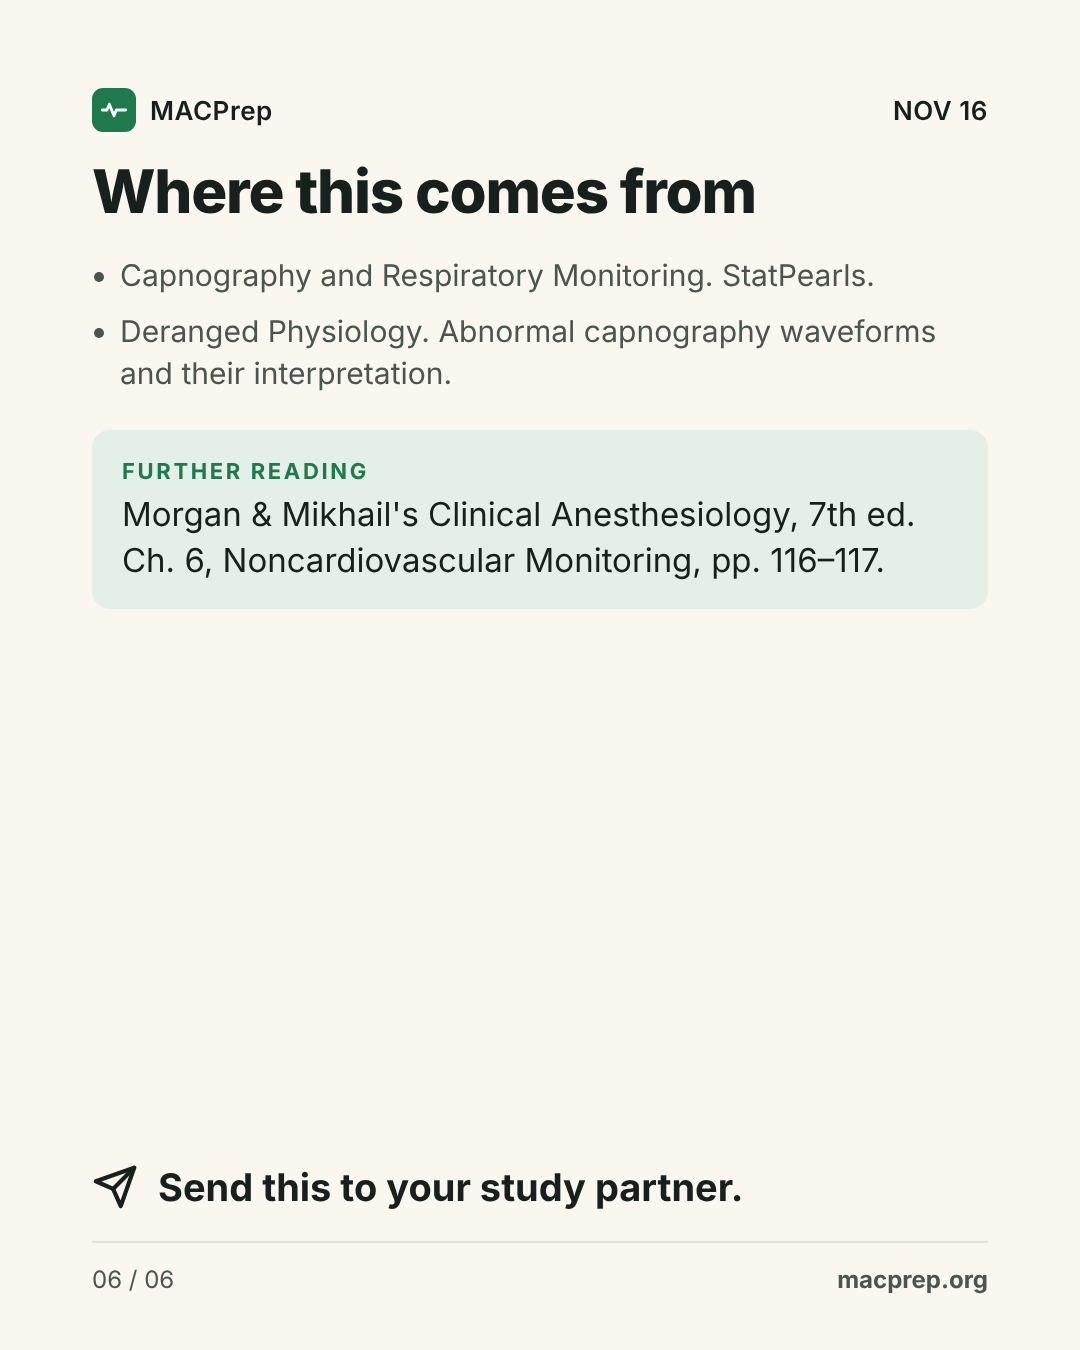 MACPrep
NOV 16
Where this comes from
• Capnography and Respiratory Monitoring. StatPearls.
• Deranged Physiology. Abnormal capnography waveforms
and their interpretation.
FURTHER READING
Morgan & Mikhail's Clinical Anesthesiology, 7th ed.
Ch. 6, Noncardiovascular Monitoring, pp. 116–117.
Send this to your study partner.
06 / 06
macprep.org